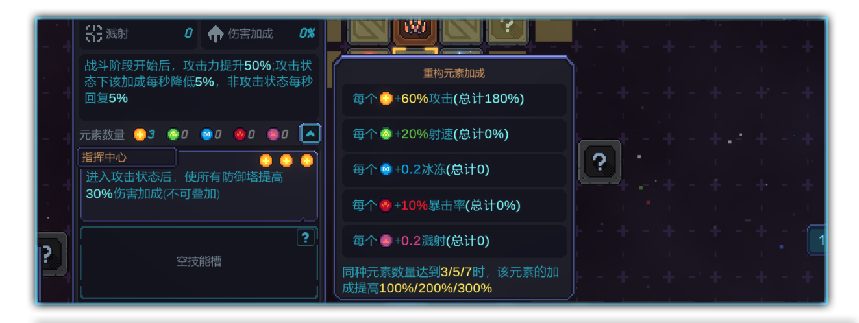 溅射 0 伤害加成 0%
战斗阶段开始后，攻击力提升50%;攻击状
态下该加成每秒降低5%，非攻击状态每秒
回复5%
元素数量 3 0 0 0 0
指挥中心
进入攻击状态后，使所有防御塔提高
30%伤害加成(不可叠加)
?
空技能槽
?
?
重构元素加成
每个+60%攻击(总计180%)
每个+20%射速(总计0%)
每个+0.2冰冻(总计0)
每个+10%暴击率(总计0%)
每个+0.2溅射(总计0)
同种元素数量达到3/5/7时，该元素的加
成提高100%/200%/300%
?
1